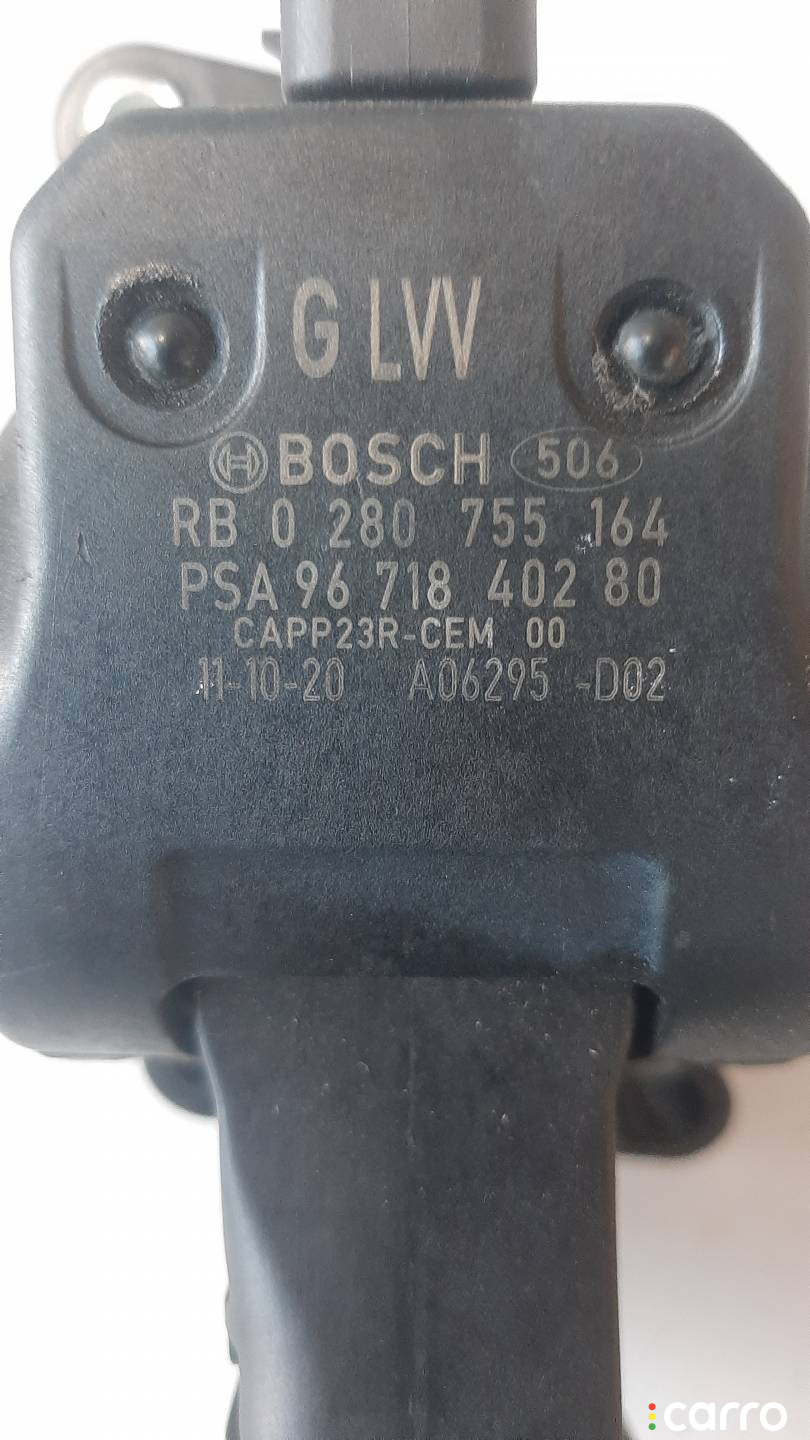 G LVV
BOSCH 506
RB 0 280 755 164
PSA 96 718 402 80
CAPP23R-CEM 00
11-10-20 A06295 -D02
carro